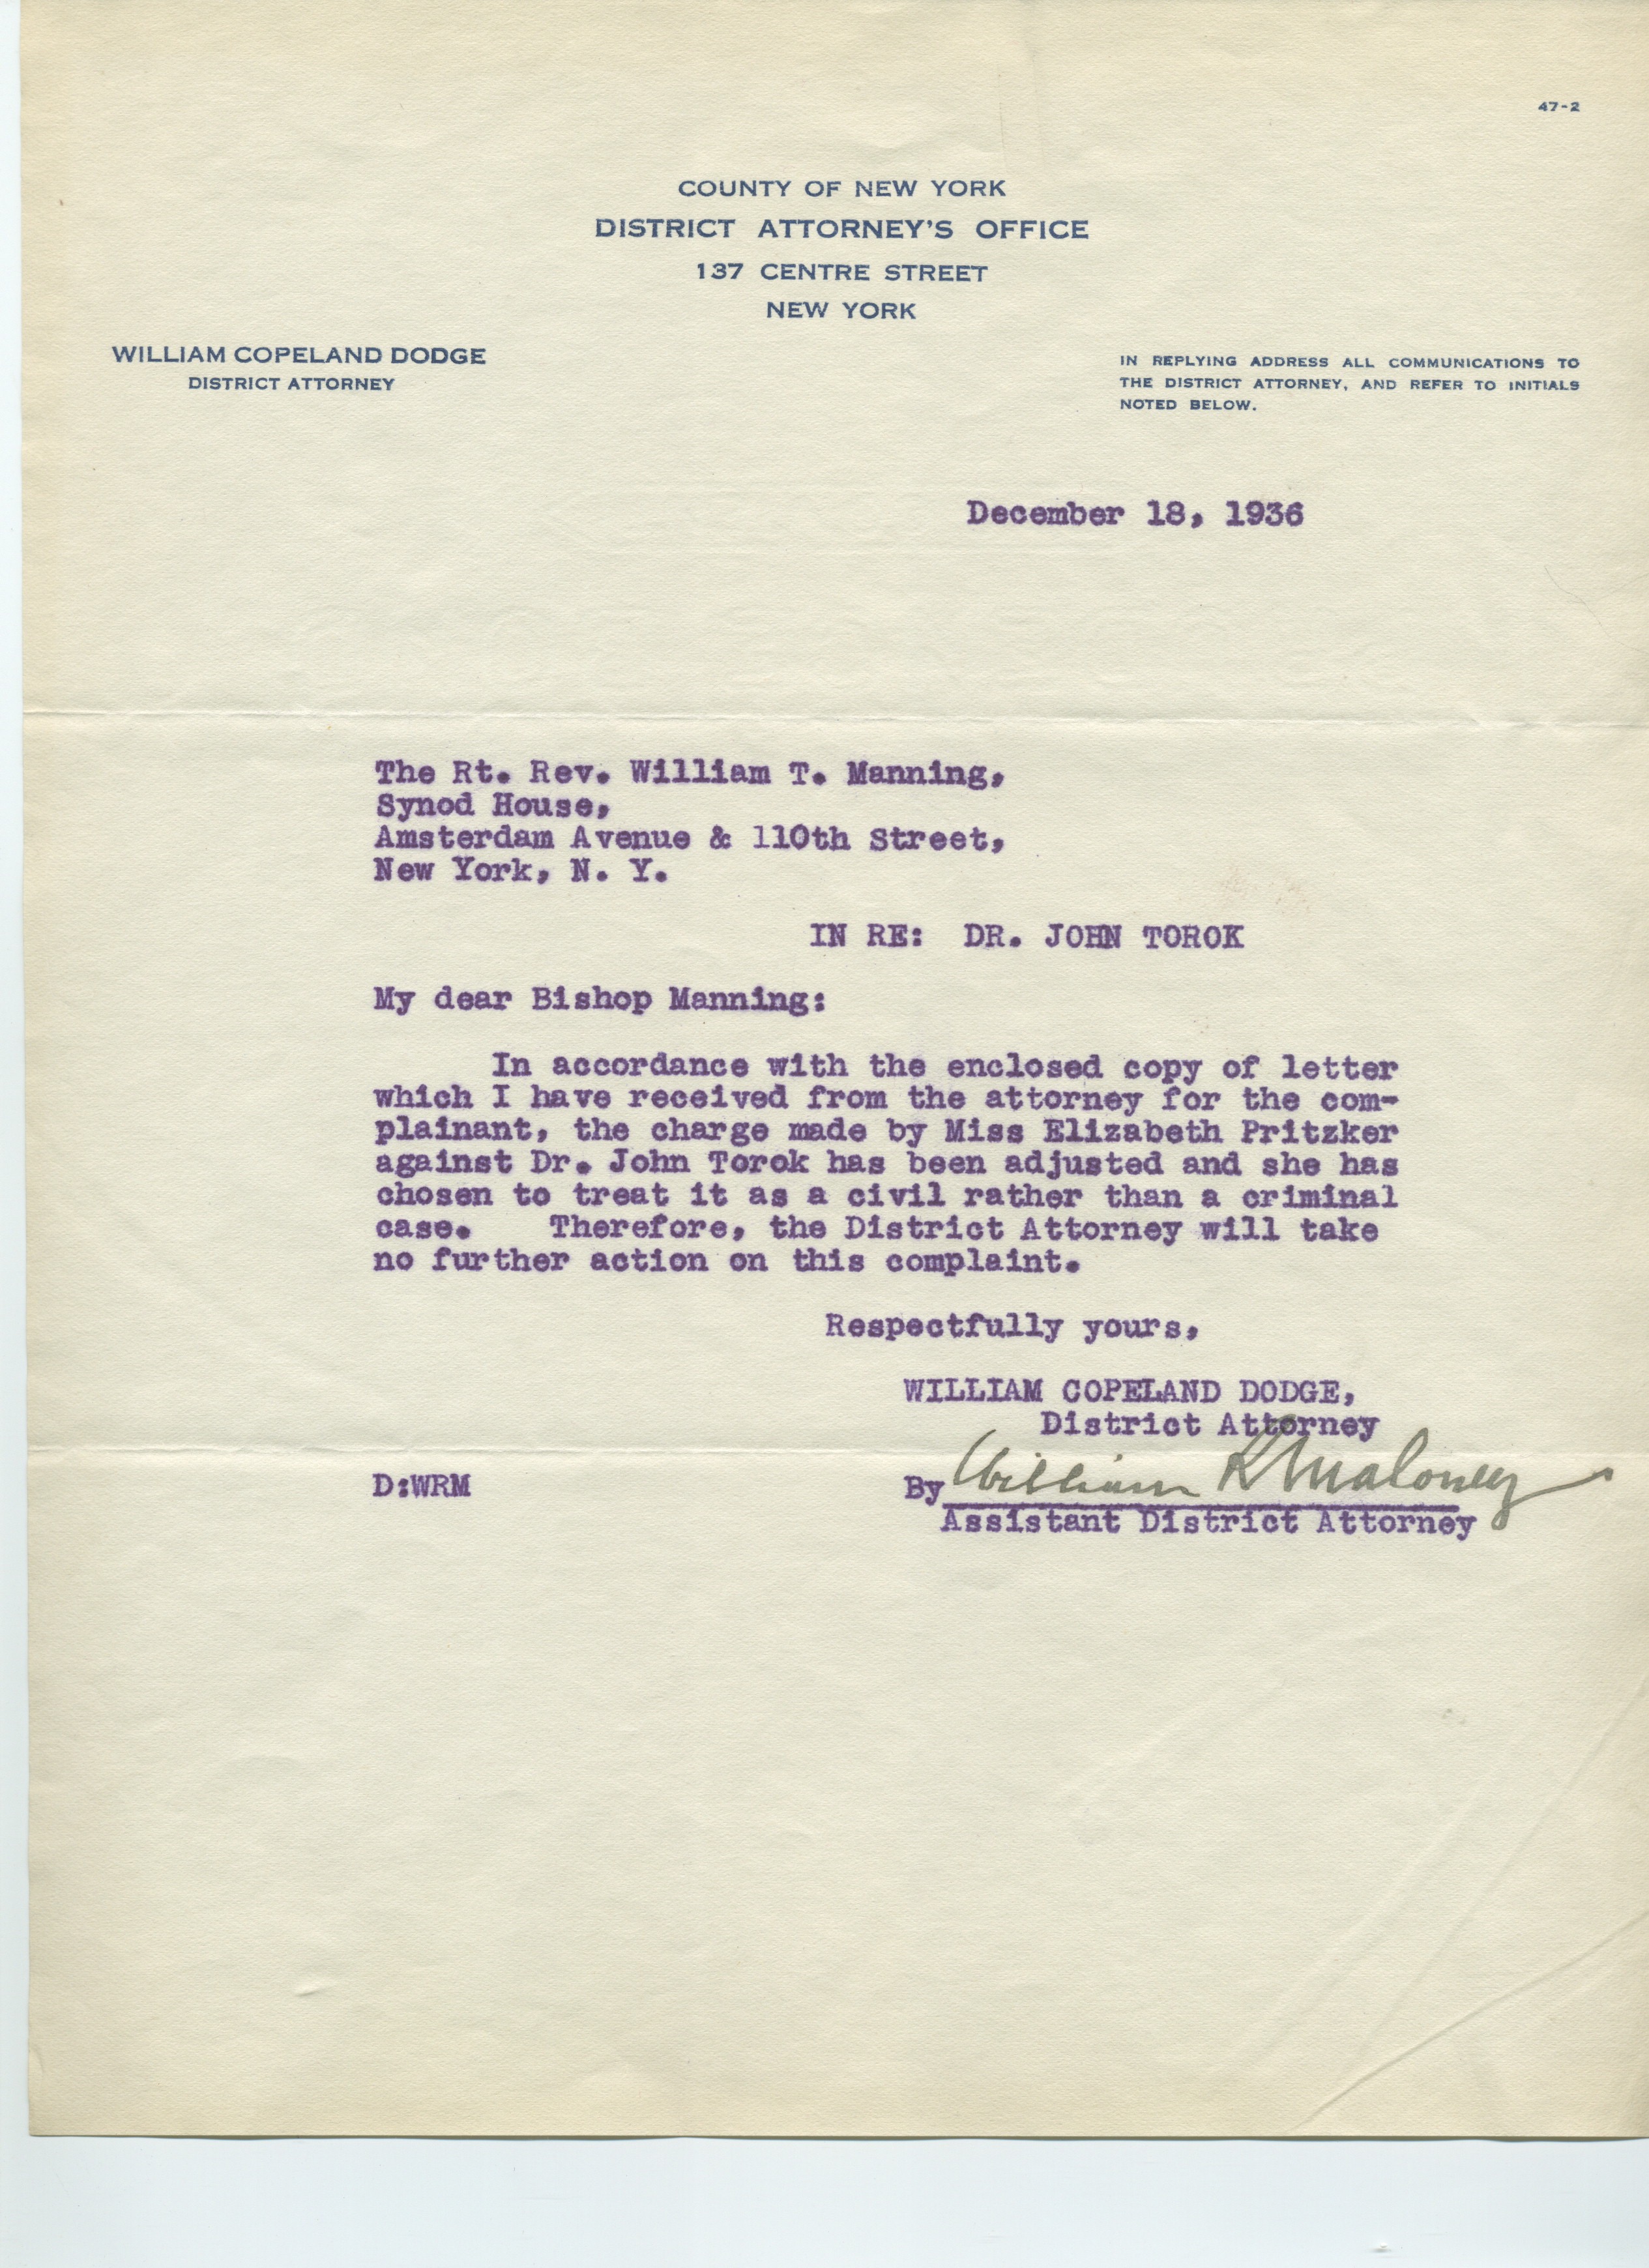 47-2
COUNTY OF NEW YORK
DISTRICT ATTORNEY'S OFFICE
137 CENTRE STREET
NEW YORK
WILLIAM COPELAND DODGE
DISTRICT ATTORNEY
IN REPLYING ADDRESS ALL COMMUNICATIONS TO
THE DISTRICT ATTORNEY, AND REFER TO INITIALS
NOTED BELOW.
December 18, 1936
The Rt. Rev. William T. Manning,
Synod House,
Amsterdam Avenue & 110th Street,
New York, N. Y.
IN RE: DR. JOHN TOROK
My dear Bishop Manning:
In accordance with the enclosed copy of letter
which I have received from the attorney for the com-
plainant, the charge made by Miss Elizabeth Pritzker
against Dr. John Torok has been adjusted and she has
chosen to treat it as a civil rather than a criminal
case. Therefore, the District Attorney will take
no further action on this complaint.
Respectfully yours,
WILLIAM COPELAND DODGE,
District Attorney
D:WRM
By William R Maloney
Assistant District Attorney